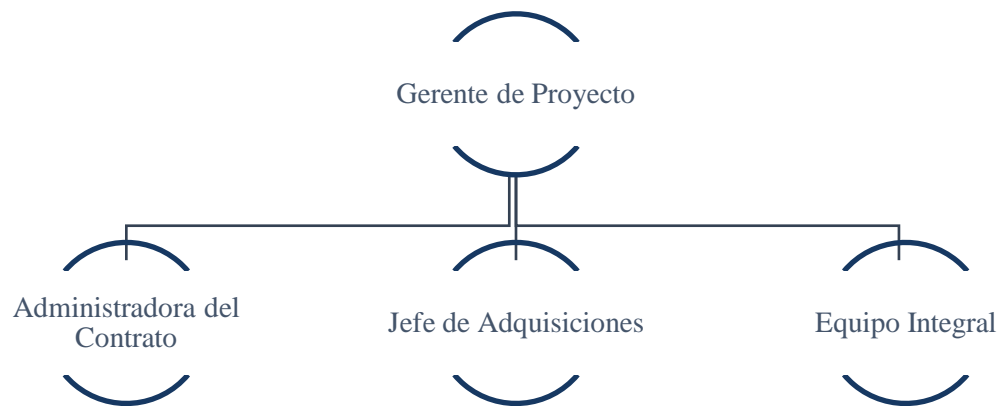 Gerente de Proyecto
Administradora del
Contrato
Jefe de Adquisiciones
Equipo Integral